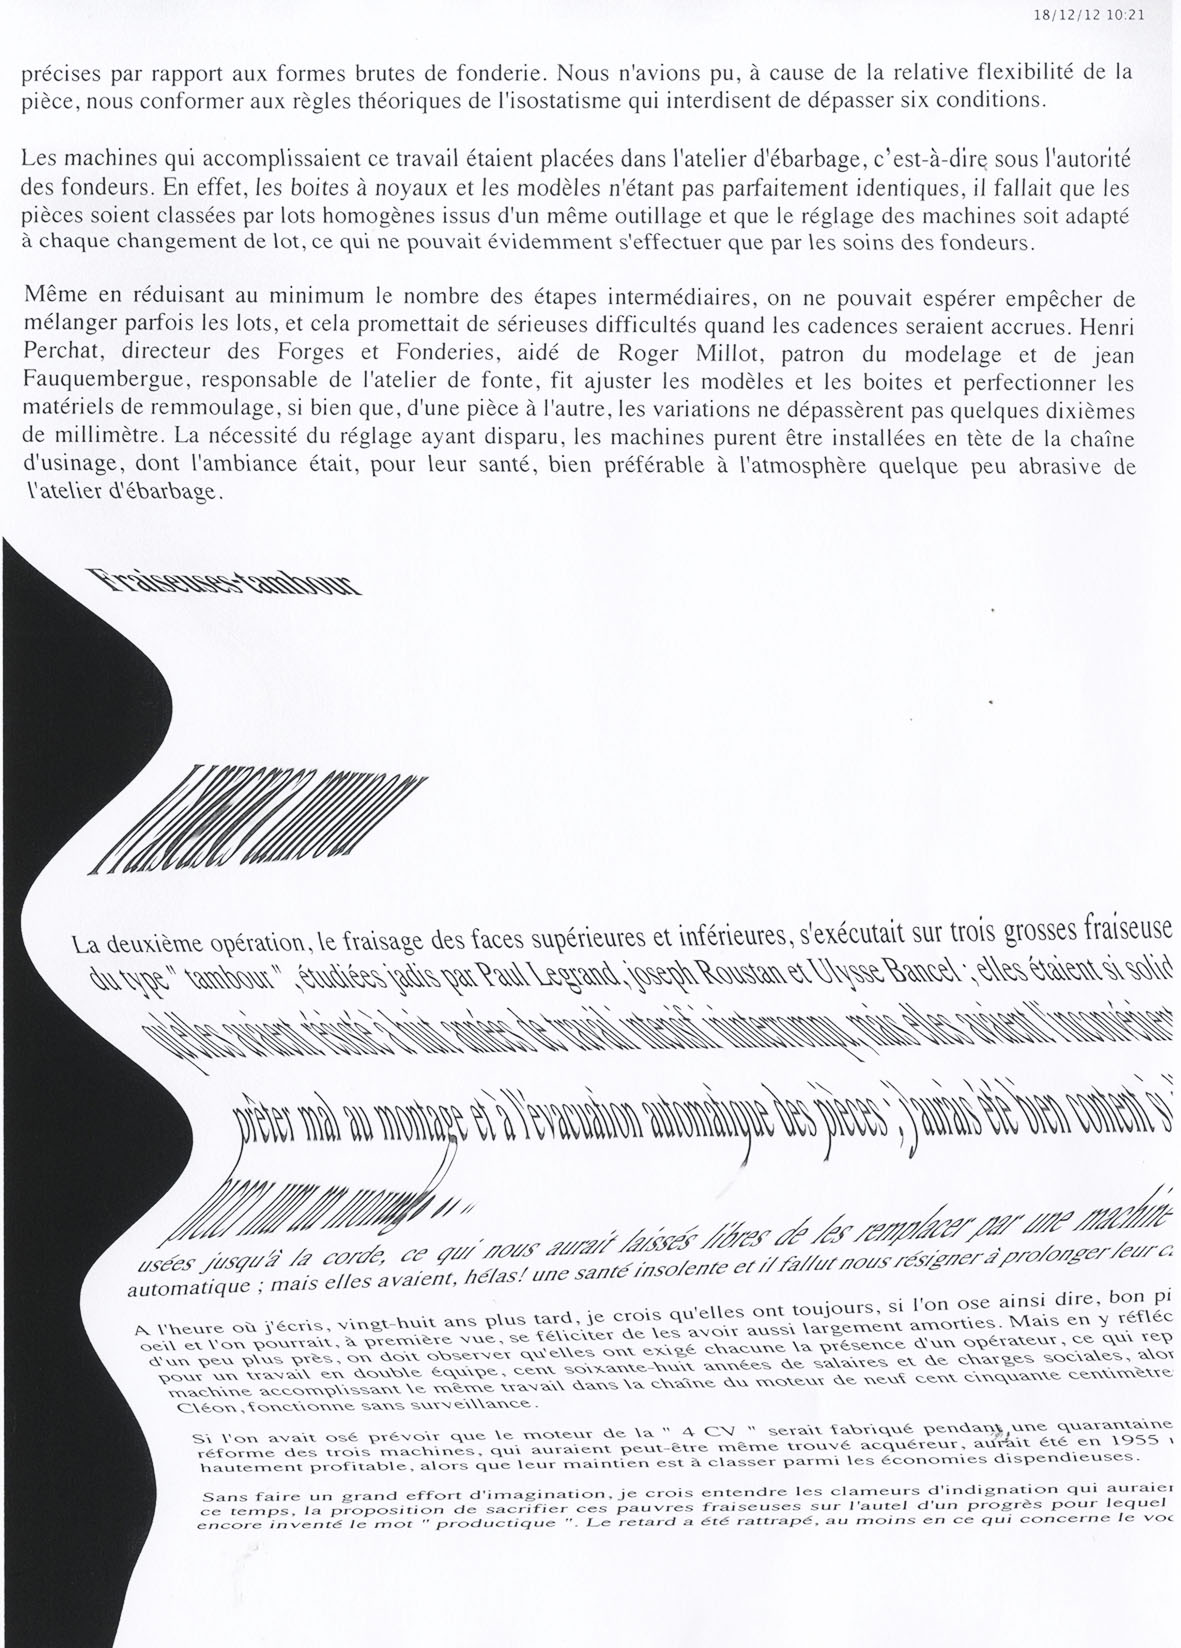 18/12/12 10:21
précises par rapport aux formes brutes de fonderie. Nous n'avions pu, à cause de la relative flexibilité de la
pièce, nous conformer aux règles théoriques de l'isostatisme qui interdisent de dépasser six conditions.
Les machines qui accomplissaient ce travail étaient placées dans l'atelier d'ébarbage, c’est-à-dire sous l'autorité
des fondeurs. En effet, les boites à noyaux et les modèles n'étant pas parfaitement identiques, il fallait que les
pièces soient classées par lots homogènes issus d'un même outillage et que le réglage des machines soit adapté
à chaque changement de lot, ce qui ne pouvait évidemment s'effectuer que par les soins des fondeurs.
Même en réduisant au minimum le nombre des étapes intermédiaires, on ne pouvait espérer empêcher de
mélanger parfois les lots, et cela promettait de sérieuses difficultés quand les cadences seraient accrues. Henri
Perchat, directeur des Forges et Fonderies, aidé de Roger Millot, patron du modelage et de jean
Fauquembergue, responsable de l'atelier de fonte, fit ajuster les modèles et les boites et perfectionner les
matériels de remmoulage, si bien que, d'une pièce à l'autre, les variations ne dépassèrent pas quelques dixièmes
de millimètre. La nécessité du réglage ayant disparu, les machines purent être installées en tète de la chaîne
d'usinage, dont l'ambiance était, pour leur santé, bien préférable à l'atmosphère quelque peu abrasive de
l'atelier d'ébarbage.
Fraiseuses-tambour
Fraiseuses tambour
La deuxième opération, le fraisage des faces supérieures et inférieures, s'exécutait sur trois grosses fraiseuse
du type " tambour " , étudiées jadis par Paul Legrand, joseph Roustan et Ulysse Bancel ; elles étaient si solid
qu'elles avaient résisté à huit années de travail intensif ininterrompu, mais elles avaient l'inconvénient
prêter mal au montage et à l'évacuation automatique des pièces ; j'aurais été bien content si
prêter mal au
usées jusqu'à la corde, ce qui nous aurait laissés libres de les remplacer par une machine
automatique ; mais elles avaient, hélas! une santé insolente et il fallut nous résigner à prolonger leur
A l'heure où j'écris, vingt-huit ans plus tard, je crois qu'elles ont toujours, si l'on ose ainsi dire, bon pi
oeil et l'on pourrait, à première vue, se féliciter de les avoir aussi largement amorties. Mais en y réfléc
d'un peu plus près, on doit observer qu'elles ont exigé chacune la présence d'un opérateur, ce qui rep
pour un travail en double équipe, cent soixante-huit années de salaires et de charges sociales, alor
machine accomplissant le même travail dans la chaîne du moteur de neuf cent cinquante centimètre
Cléon, fonctionne sans surveillance.
Si l'on avait osé prévoir que le moteur de la " 4 CV " serait fabriqué pendant une quarantaine
réforme des trois machines, qui auraient peut-être même trouvé acquéreur, aurait été en 1955
hautement profitable, alors que leur maintien est à classer parmi les économies dispendieuses.
Sans faire un grand effort d'imagination, je crois entendre les clameurs d'indignation qui auraie
ce temps, la proposition de sacrifier ces pauvres fraiseuses sur l'autel d'un progrès pour lequel
encore inventé le mot " productique ". Le retard a été rattrapé, au moins en ce qui concerne le voc